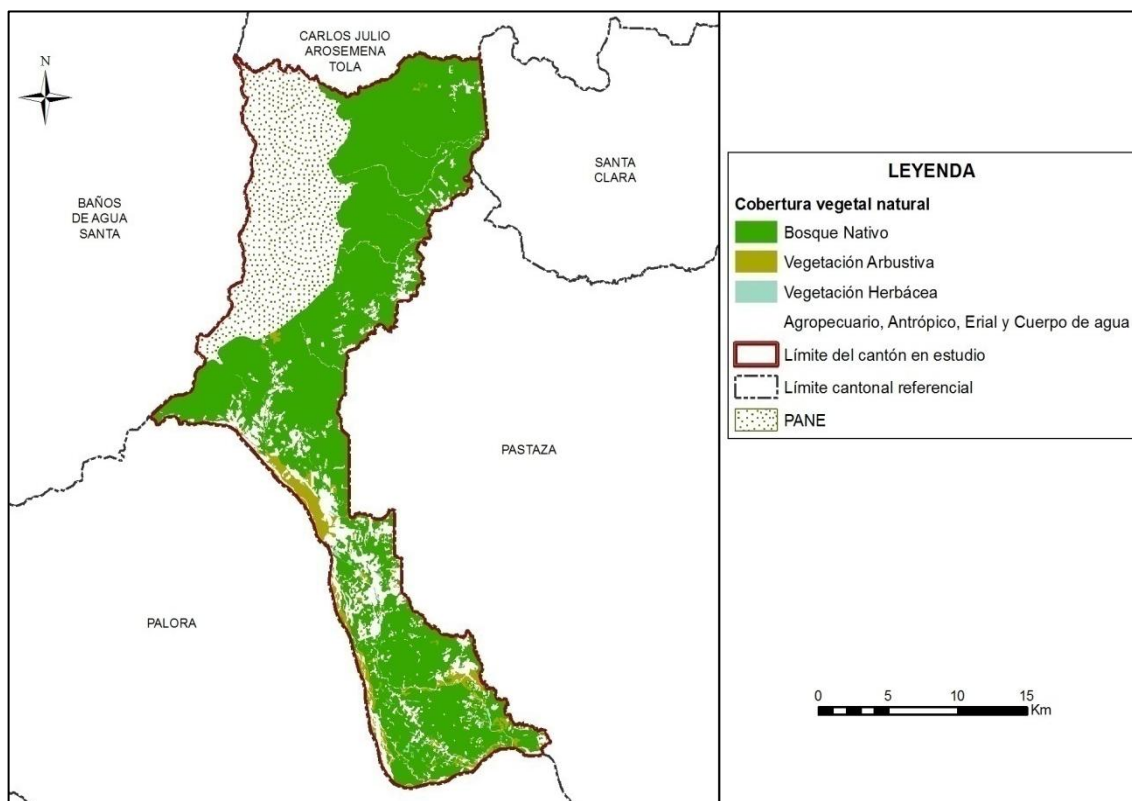 CARLOS JULIO
AROSEMENA
TOLA
N
SANTA
CLARA
BAÑOS
DE AGUA
SANTA
PASTAZA
PALORA
LEYENDA
Cobertura vegetal natural
Bosque Nativo
Vegetación Arbustiva
Vegetación Herbácea
Agropecuario, Antrópico, Erial y Cuerpo de agua
Límite del cantón en estudio
Límite cantonal referencial
PANE
0 5 10 15
Km